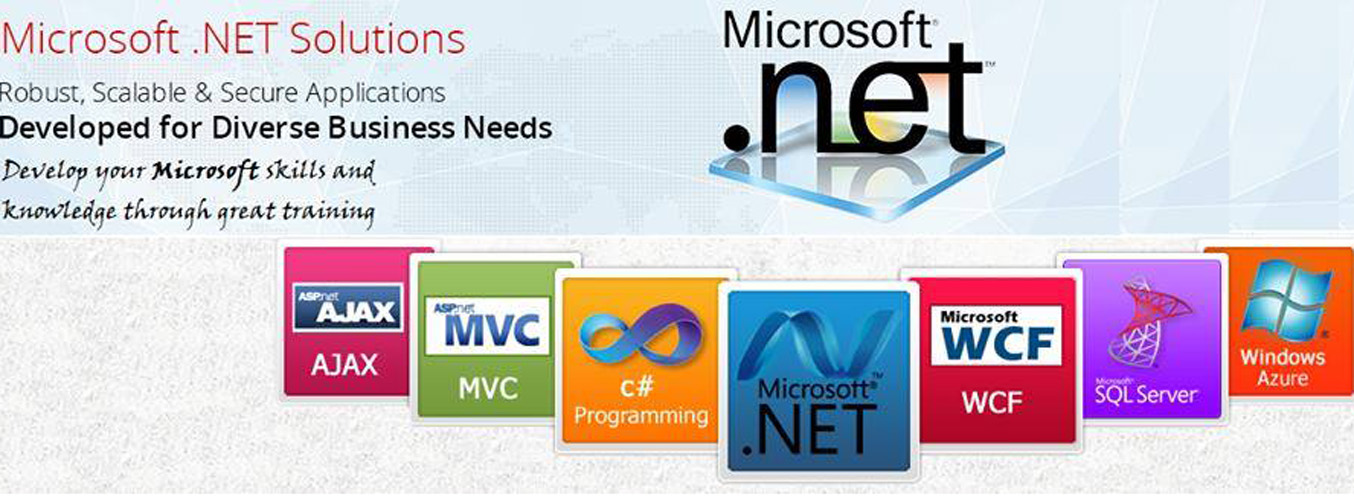 Microsoft .NET Solutions
Robust, Scalable & Secure Applications
Developed for Diverse Business Needs
Develop your Microsoft skills and
knowledge through great training
Microsoft®
.net™
ASP.net
AJAX
AJAX
ASP.net
MVC
MVC
c#
Programming
Microsoft®™
.NET
Microsoft
WCF
WCF
Microsoft®
SQL Server
®
Windows
Azure